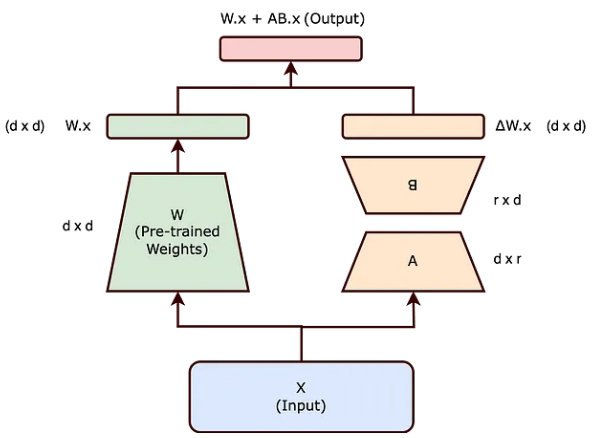 W.x + AB.x (Output)
(d x d) W.x
ΔW.x (d x d)
B
r x d
d x d
W
(Pre-trained
Weights)
A
d x r
X
(Input)